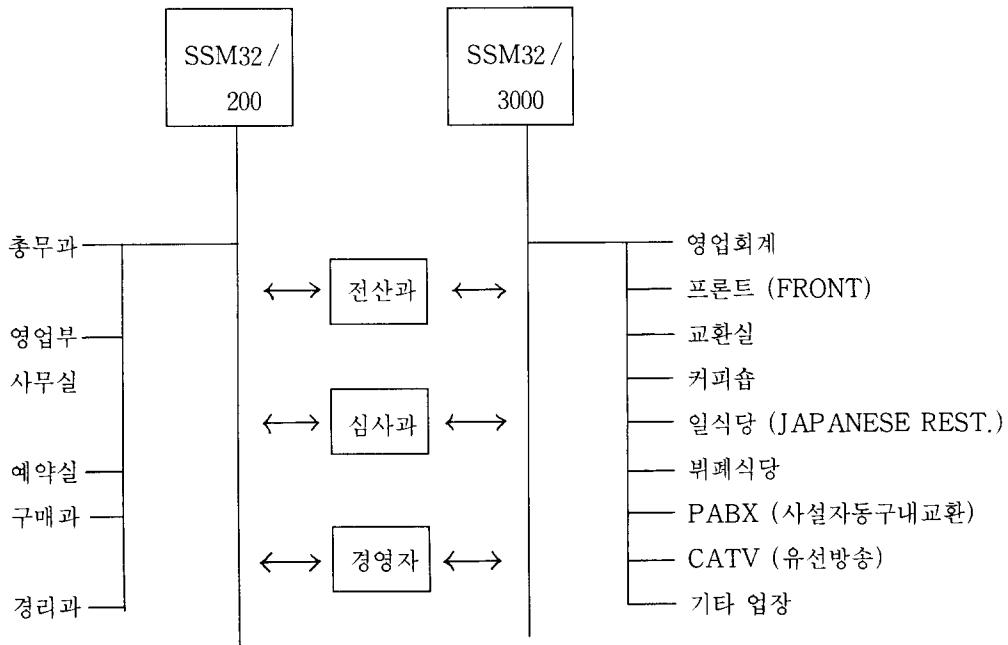 SSM32 /
200
SSM32 /
3000
총무과
영업부
사무실
예약실
구매과
경리과
전산과
심사과
경영자
영업회계
프론트 (FRONT)
교환실
커피숍
일식당 (JAPANESE REST.)
뷔폐식당
PABX (사설자동구내교환)
CATV (유선방송)
기타 업장